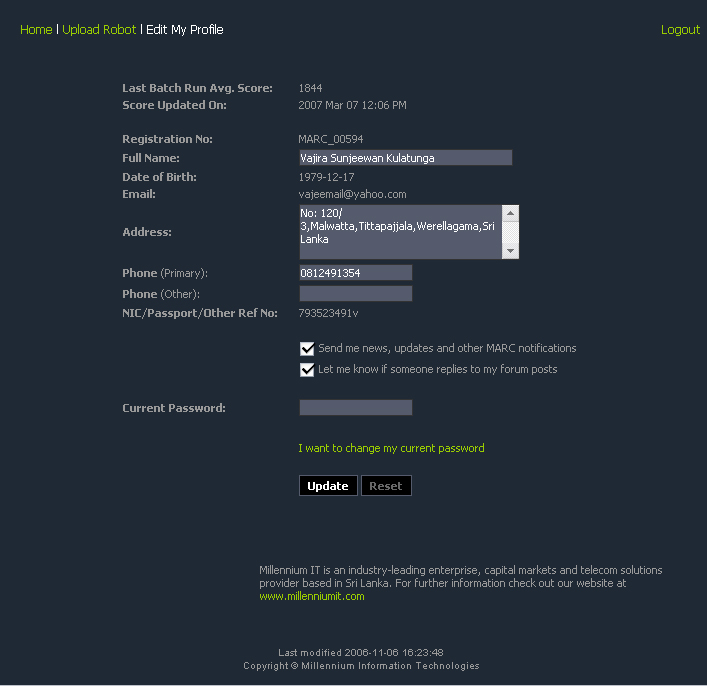 Home | Upload Robot | Edit My Profile Logout
Last Batch Run Avg. Score: 1844
Score Updated On: 2007 Mar 07 12:06 PM
Registration No: MARC_00594
Full Name: Vajira Sunjeewan Kulatunga
Date of Birth: 1979-12-17
Email: vajeemail@yahoo.com
Address: No: 120/
3,Malwatta,Tittapajjala,Werellagama,Sri
Lanka
Phone (Primary): 0812491354
Phone (Other):
NIC/Passport/Other Ref No: 793523491v
Send me news, updates and other MARC notifications
Let me know if someone replies to my forum posts
Current Password:
I want to change my current password
Update Reset
Millennium IT is an industry-leading enterprise, capital markets and telecom solutions
provider based in Sri Lanka. For further information check out our website at
www.millenniumit.com
Last modified 2006-11-06 16:23:48
Copyright © Millennium Information Technologies